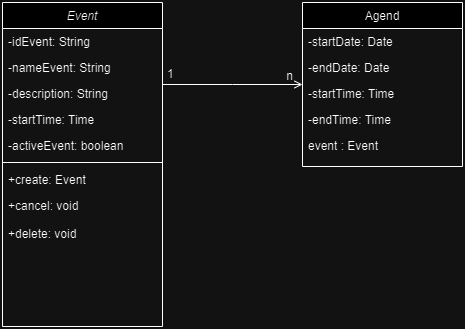 Event
-idEvent: String
-nameEvent: String
-description: String
-startTime: Time
-activeEvent: boolean
+create: Event
+cancel: void
+delete: void
1
n
Agend
-startDate: Date
-endDate: Date
-startTime: Time
-endTime: Time
event : Event